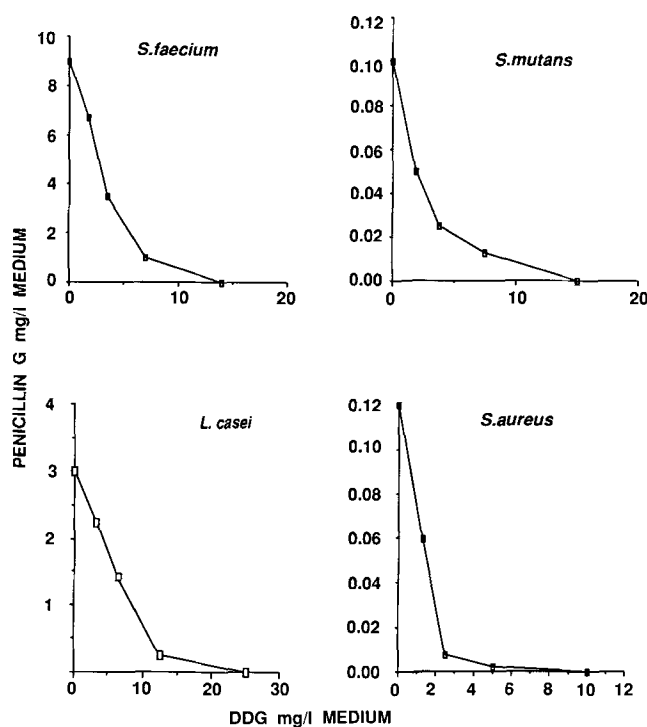 S.faecium
10
8
6
4
2
0
0 10 20
S.mutans
0.12
0.10
0.08
0.06
0.04
0.02
0.00
0 10 20
PENICILLIN G mg/l MEDIUM
L. casei
4
3
2
1
0 10 20 30
S.aureus
0.12
0.10
0.08
0.06
0.04
0.02
0.00
0 2 4 6 8 10 12
DDG mg/l MEDIUM